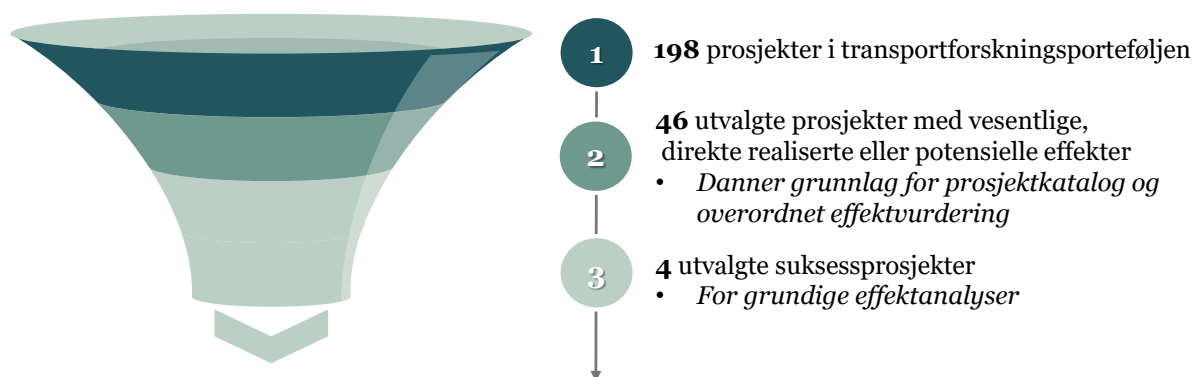 1
198 prosjekter i transportforskningsporteføljen
2
46 utvalgte prosjekter med vesentlige,
direkte realiserte eller potensielle effekter
• Danner grunnlag for prosjektkatalog og
overordnet effektvurdering
3
4 utvalgte suksessprosjekter
• For grundige effektanalyser